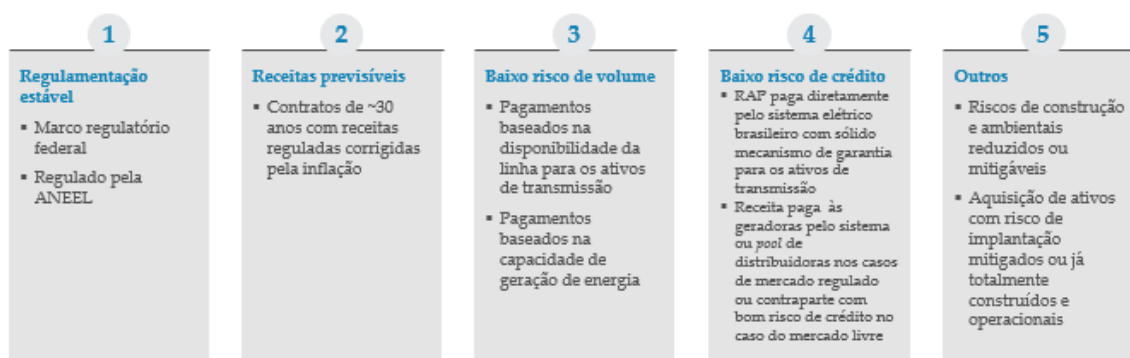 1
Regulamentação
estável
▪ Marco regulatório
federal
▪ Regulado pela
ANEEL
2
Receitas previsíveis
▪ Contratos de ~30
anos com receitas
reguladas corrigidas
pela inflação
3
Baixo risco de volume
▪ Pagamentos
baseados na
disponibilidade da
linha para os ativos
de transmissão
▪ Pagamentos
baseados na
capacidade de
geração de energia
4
Baixo risco de crédito
▪ RAP paga diretamente
pelo sistema elétrico
brasileiro com sólido
mecanismo de garantia
para os ativos de
transmissão
▪ Receita paga às
geradoras pelo sistema
ou pool de
distribuidoras nos casos
de mercado regulado
ou contraparte com
bom risco de crédito no
caso do mercado livre
5
Outros
▪ Riscos de construção
e ambientais
reduzidos ou
mitigáveis
▪ Aquisição de ativos
com risco de
implantação
mitigados ou já
totalmente
construídos e
operacionais